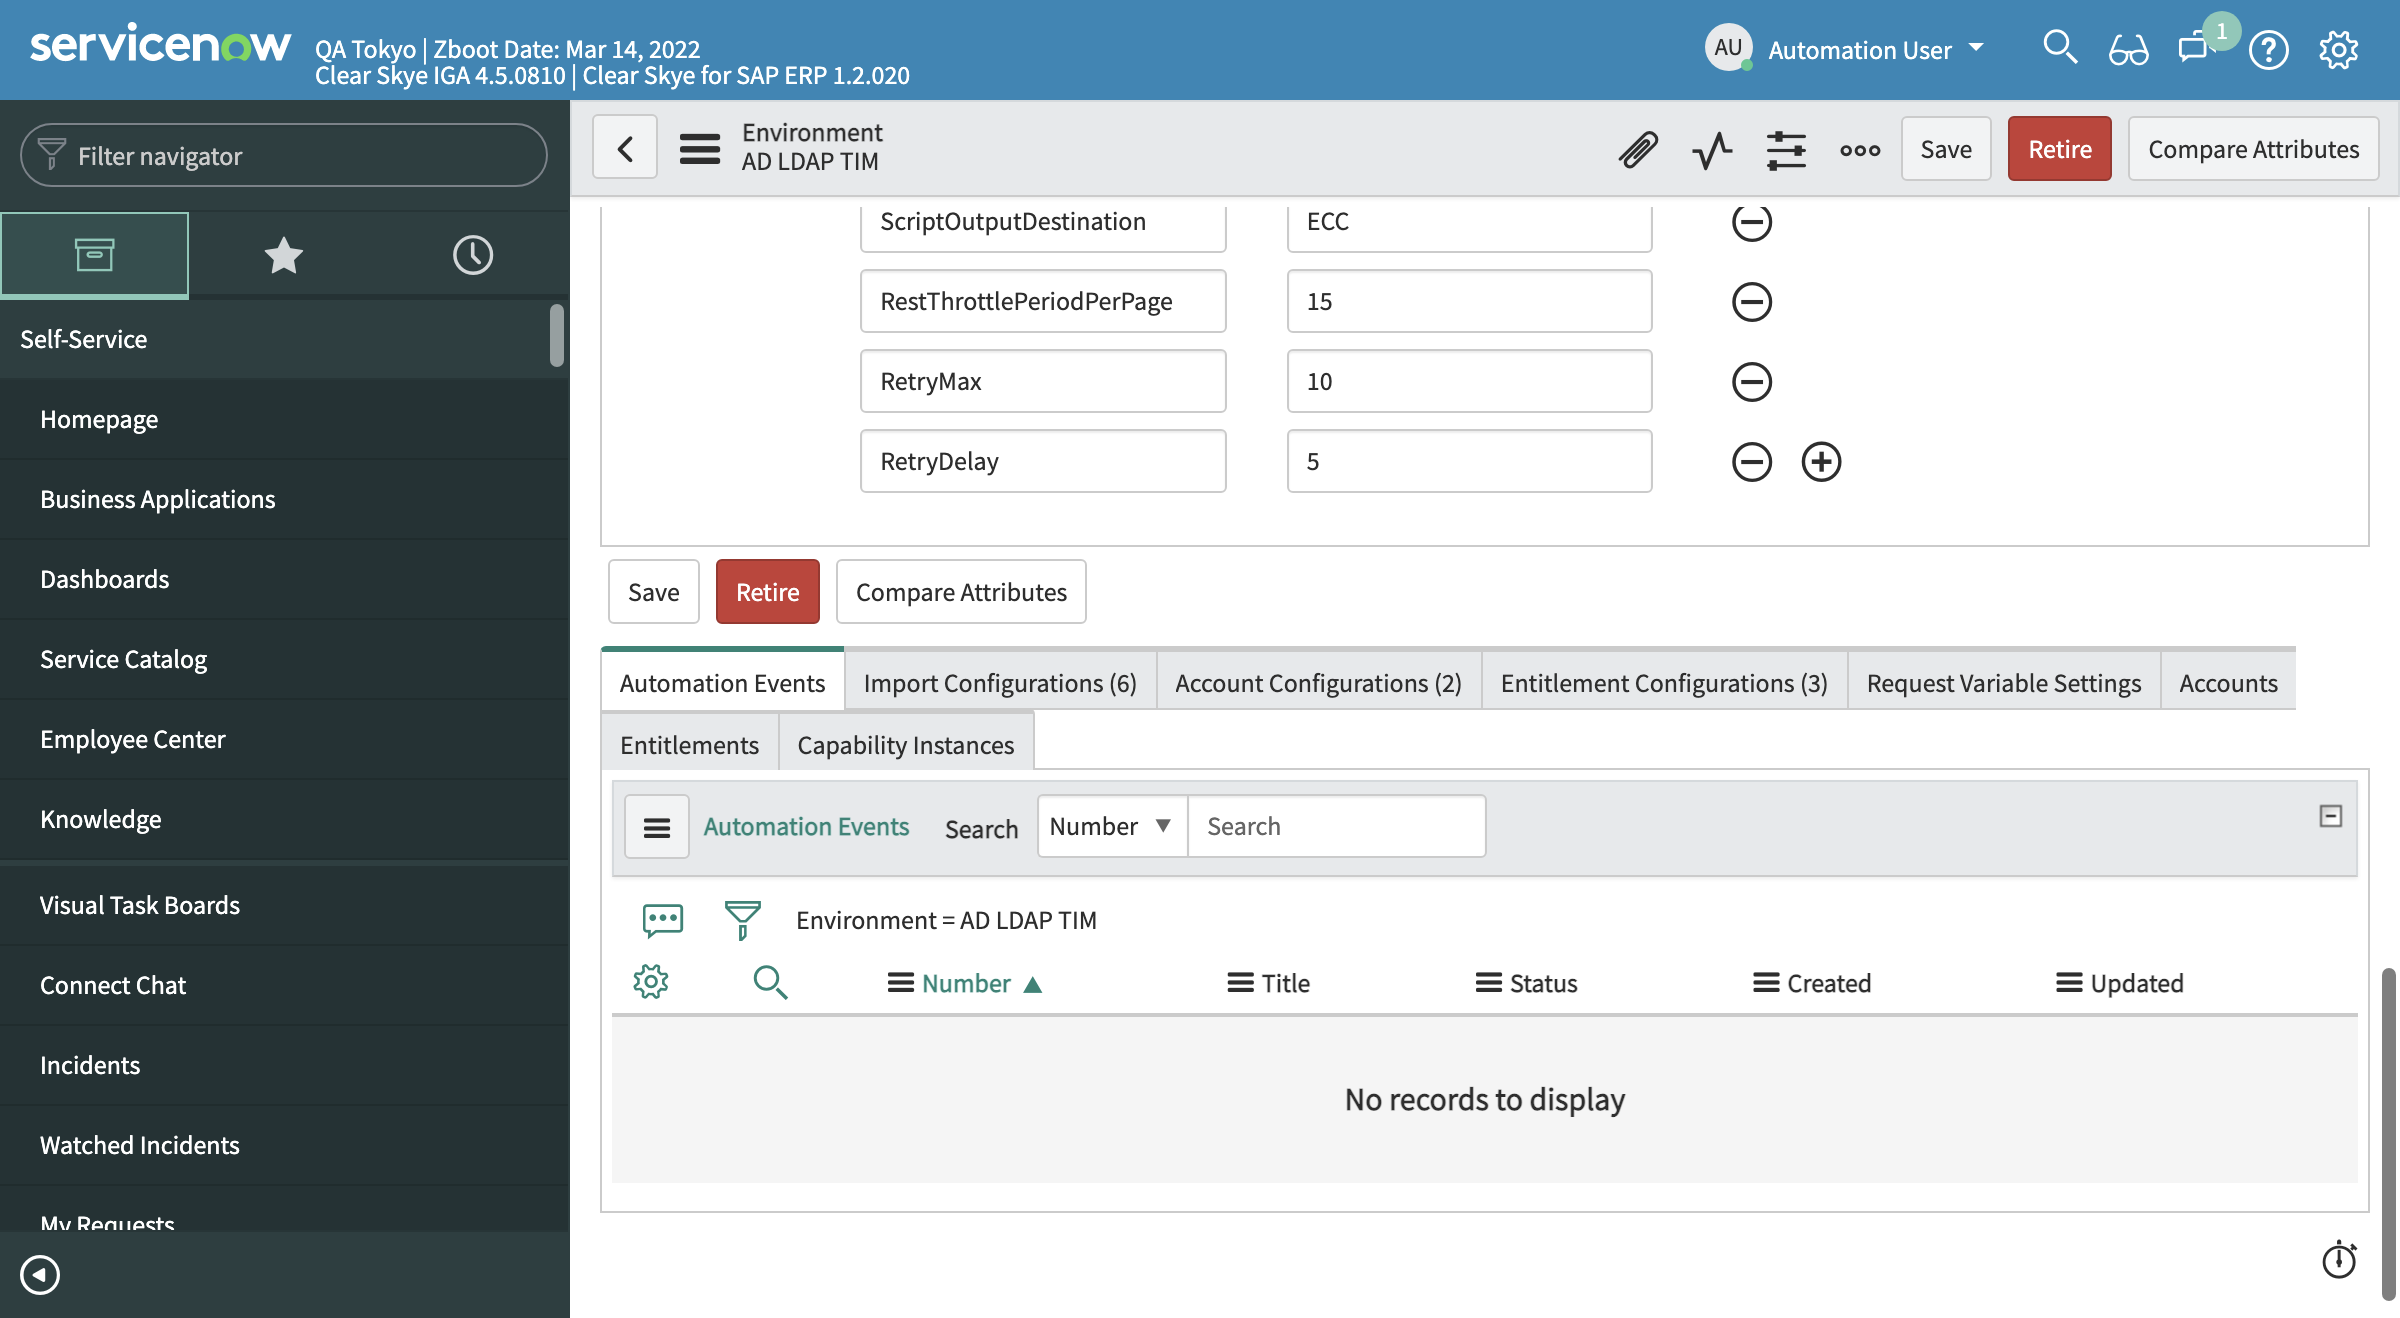 servicenow
QA Tokyo | Zboot Date: Mar 14, 2022
Clear Skye IGA 4.5.0810 | Clear Skye for SAP ERP 1.2.020
AU
Automation User
1
Filter navigator
Self-Service
Homepage
Business Applications
Dashboards
Service Catalog
Employee Center
Knowledge
Visual Task Boards
Connect Chat
Incidents
Watched Incidents
My Requests
Environment
AD LDAP TIM
Save
Retire
Compare Attributes
ScriptOutputDestination ECC
RestThrottlePeriodPerPage 15
RetryMax 10
RetryDelay 5
Save Retire Compare Attributes
Automation Events Import Configurations (6) Account Configurations (2) Entitlement Configurations (3) Request Variable Settings Accounts
Entitlements Capability Instances
Automation Events Search Number Search
Environment = AD LDAP TIM
Number Title Status Created Updated
No records to display